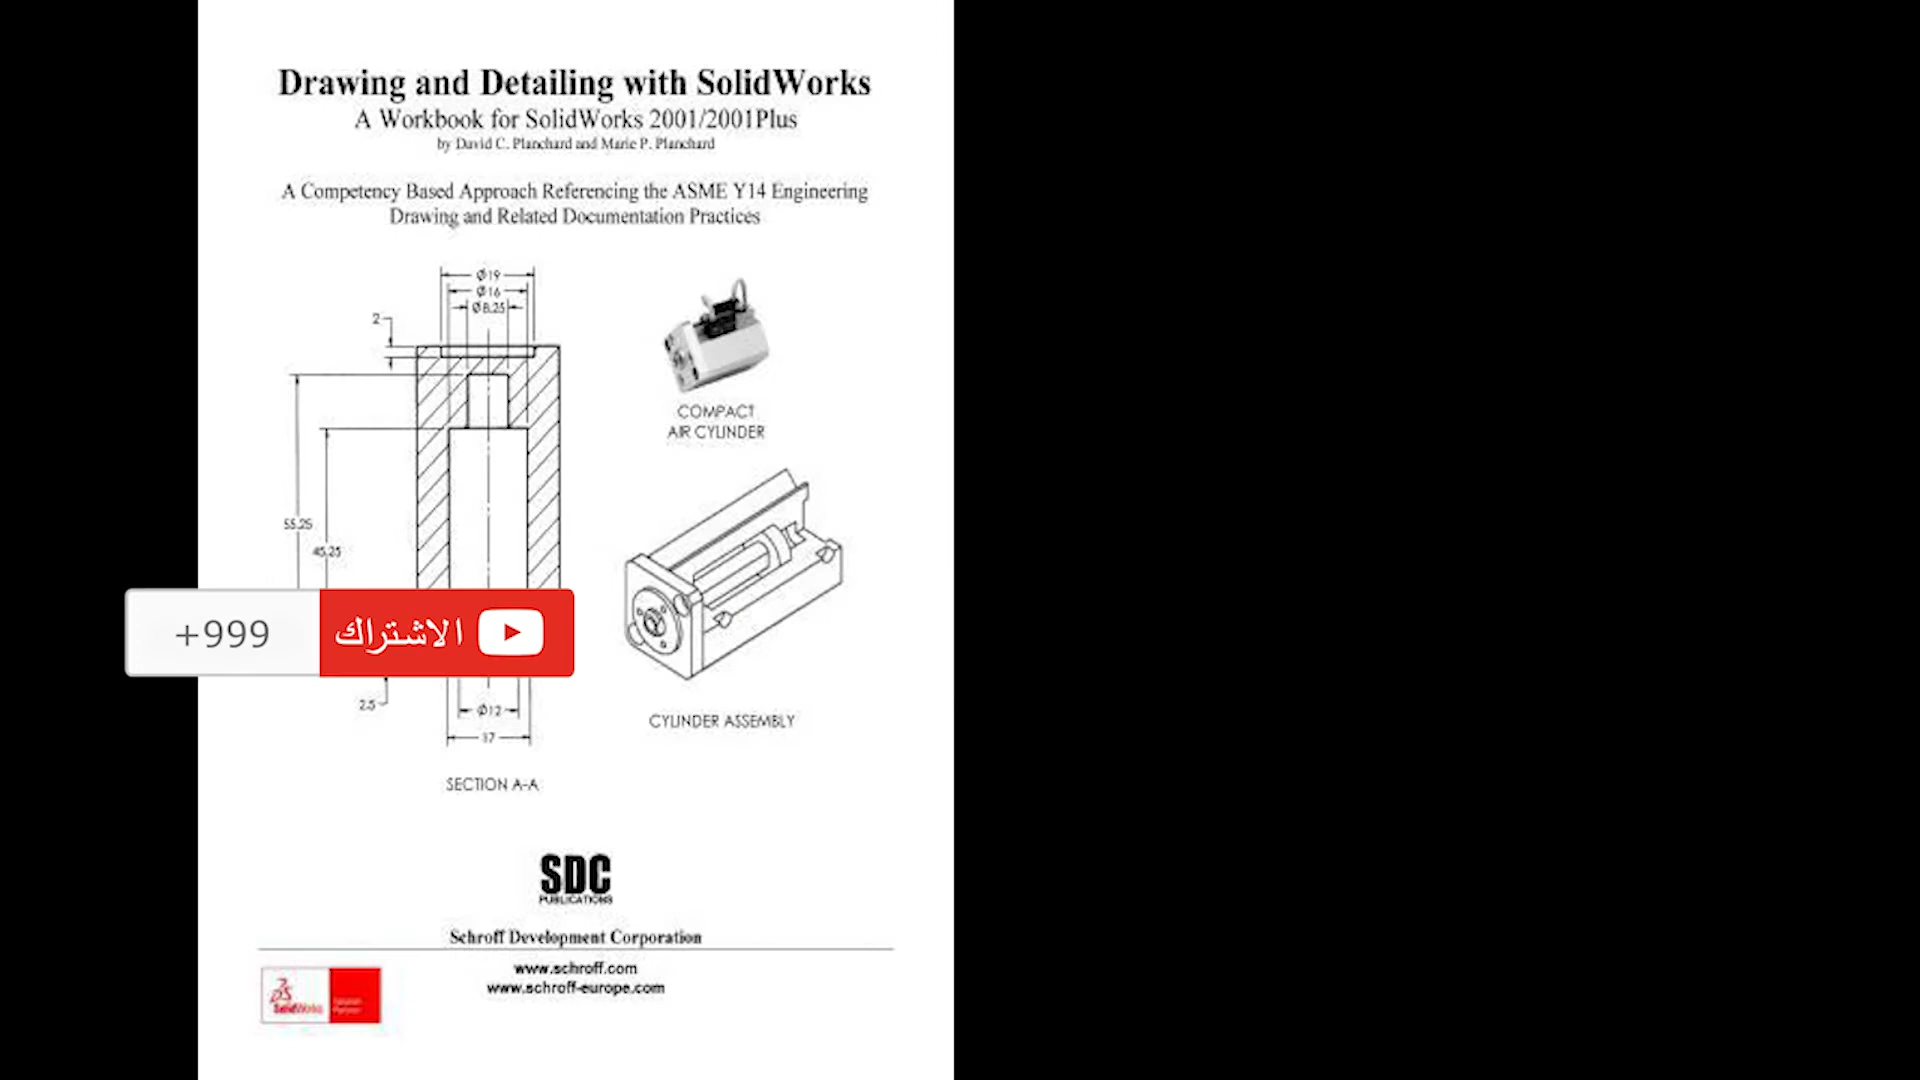 Drawing and Detailing with SolidWorks
A Workbook for SolidWorks 2001/2001Plus
by David C. Planchard and Marie P. Planchard
A Competency Based Approach Referencing the ASME Y14 Engineering
Drawing and Related Documentation Practices
Ø19
Ø16
Ø8.25
2
55.25
45.25
COMPACT
AIR CYLINDER
+999
الاشتراك
2.5
Ø12
17
CYLINDER ASSEMBLY
SECTION A-A
SDC
PUBLICATIONS
Schroff Development Corporation
www.schroff.com
www.schroff-europe.com
SolidWorks